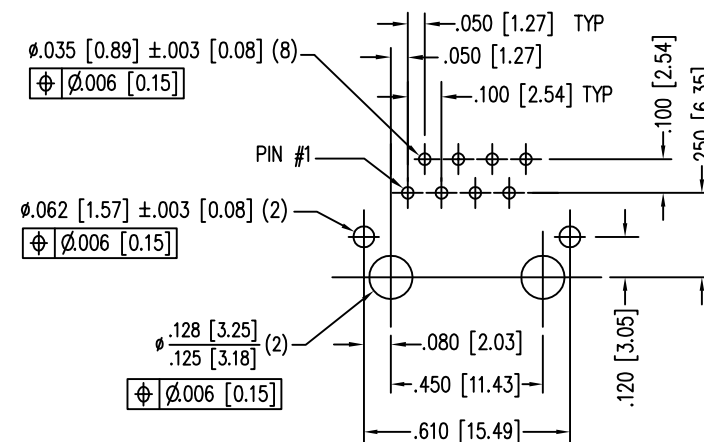 .050 [1.27] TYP
ø.035 [0.89] ±.003 [0.08] (8)
.050 [1.27]
⌖ Ø.006 [0.15]
.100 [2.54] TYP
.100 [2.54]
.250 [6.35]
PIN #1
ø.062 [1.57] ±.003 [0.08] (2)
⌖ Ø.006 [0.15]
ø .128 [3.25]
.125 [3.18] (2)
.080 [2.03]
⌖ Ø.006 [0.15]
.450 [11.43]
.120 [3.05]
.610 [15.49]